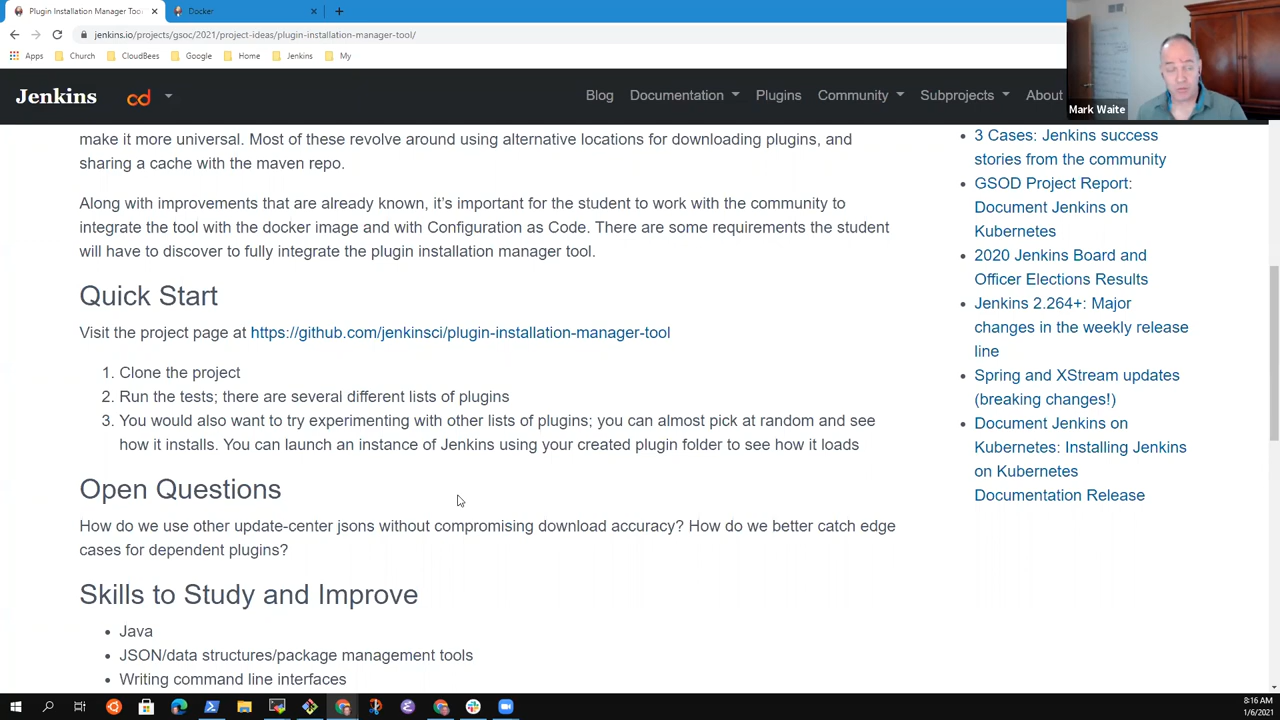 Plugin Installation Manager Too
Docker
jenkins.io/projects/gsoc/2021/project-ideas/plugin-installation-manager-tool/
Apps
Church
CloudBees
Google
Home
Jenkins
My
Jenkins
cd
Blog
Documentation
Plugins
Community
Subprojects
About
Mark Waite
make it more universal. Most of these revolve around using alternative locations for downloading plugins, and
sharing a cache with the maven repo.
Along with improvements that are already known, it's important for the student to work with the community to
integrate the tool with the docker image and with Configuration as Code. There are some requirements the student
will have to discover to fully integrate the plugin installation manager tool.
Quick Start
Visit the project page at https://github.com/jenkinsci/plugin-installation-manager-tool
1. Clone the project
2. Run the tests; there are several different lists of plugins
3. You would also want to try experimenting with other lists of plugins; you can almost pick at random and see
how it installs. You can launch an instance of Jenkins using your created plugin folder to see how it loads
Open Questions
How do we use other update-center jsons without compromising download accuracy? How do we better catch edge
cases for dependent plugins?
Skills to Study and Improve
• Java
• JSON/data structures/package management tools
• Writing command line interfaces
• 3 Cases: Jenkins success
stories from the community
• GSOD Project Report:
Document Jenkins on
Kubernetes
• 2020 Jenkins Board and
Officer Elections Results
• Jenkins 2.264+: Major
changes in the weekly release
line
• Spring and XStream updates
(breaking changes!)
• Document Jenkins on
Kubernetes: Installing Jenkins
on Kubernetes
Documentation Release
8:16 AM
1/6/2021